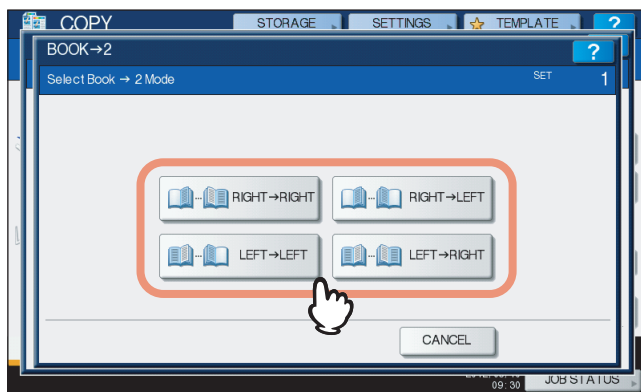 COPY STORAGE SETTINGS TEMPLATE ?
BOOK→2 ?
Select Book → 2 Mode SET 1
RIGHT→RIGHT RIGHT→LEFT
LEFT→LEFT LEFT→RIGHT
CANCEL
09:30 JOB STATUS